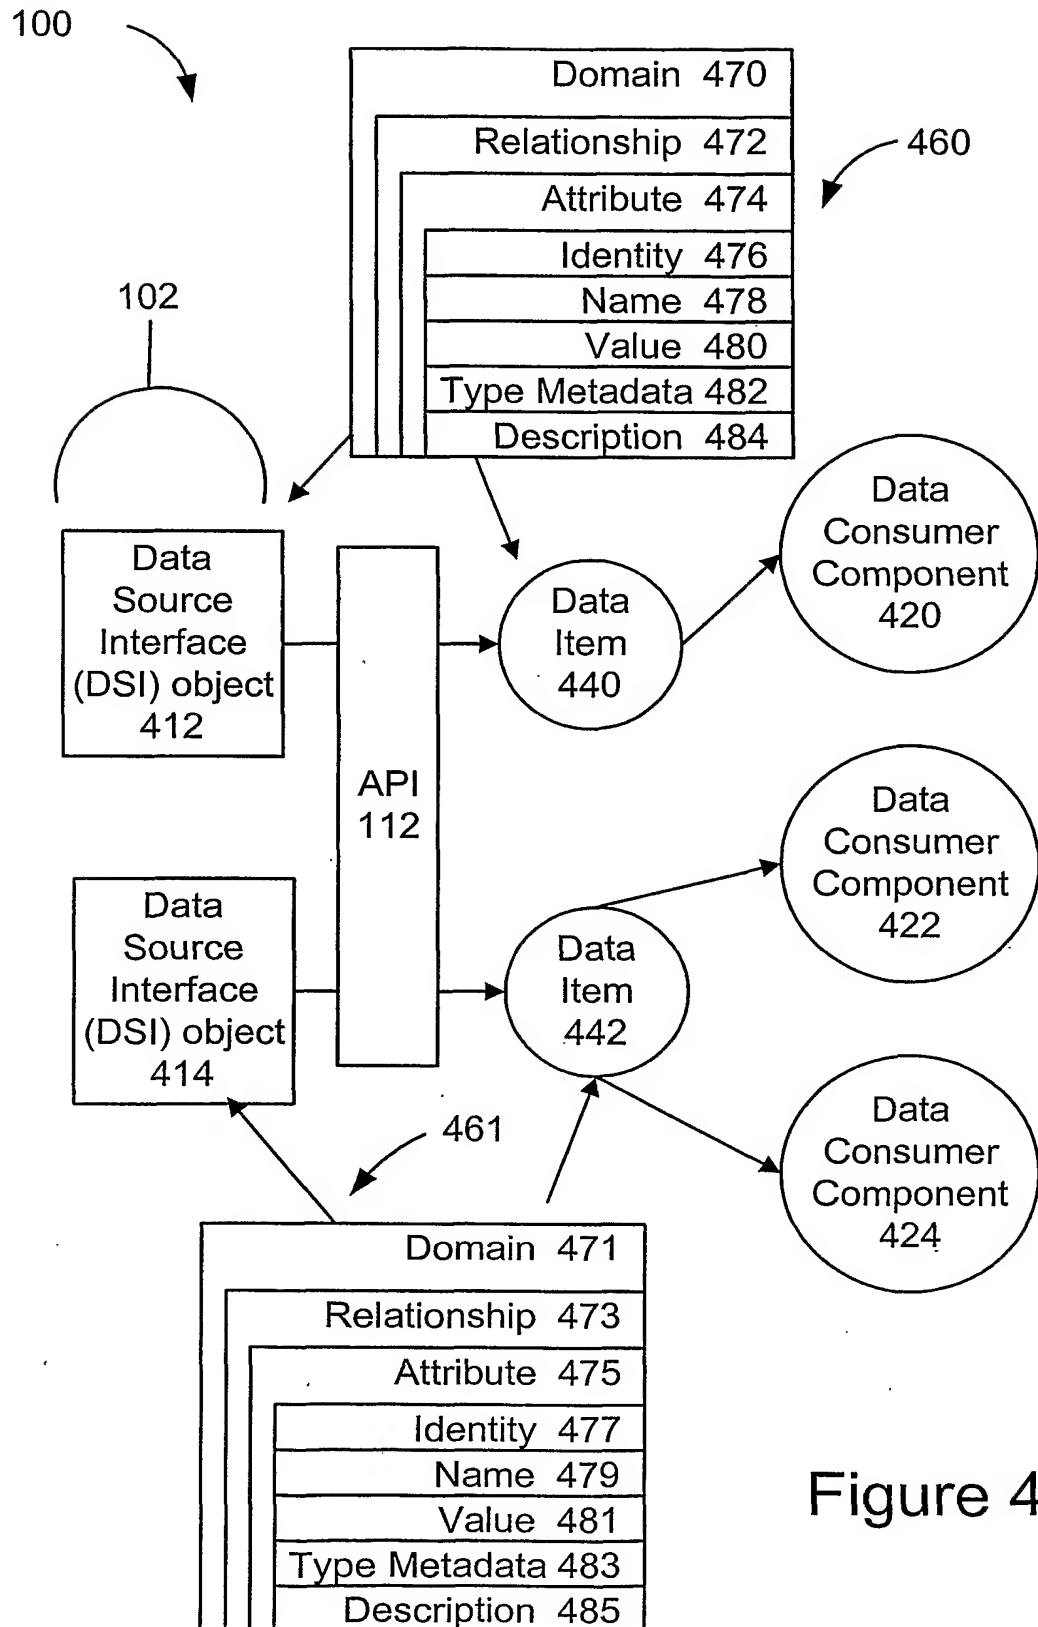 100
Domain 470
Relationship 472
460
Attribute 474
Identity 476
Name 478
Value 480
Type Metadata 482
Description 484
102
Data
Source
Interface
(DSI) object
412
API
112
Data
Item
440
Data
Consumer
Component
420
Data
Consumer
Component
422
Data
Source
Interface
(DSI) object
414
Data
Item
442
Data
Consumer
Component
424
461
Domain 471
Relationship 473
Attribute 475
Identity 477
Name 479
Value 481
Type Metadata 483
Description 485
Figure 4